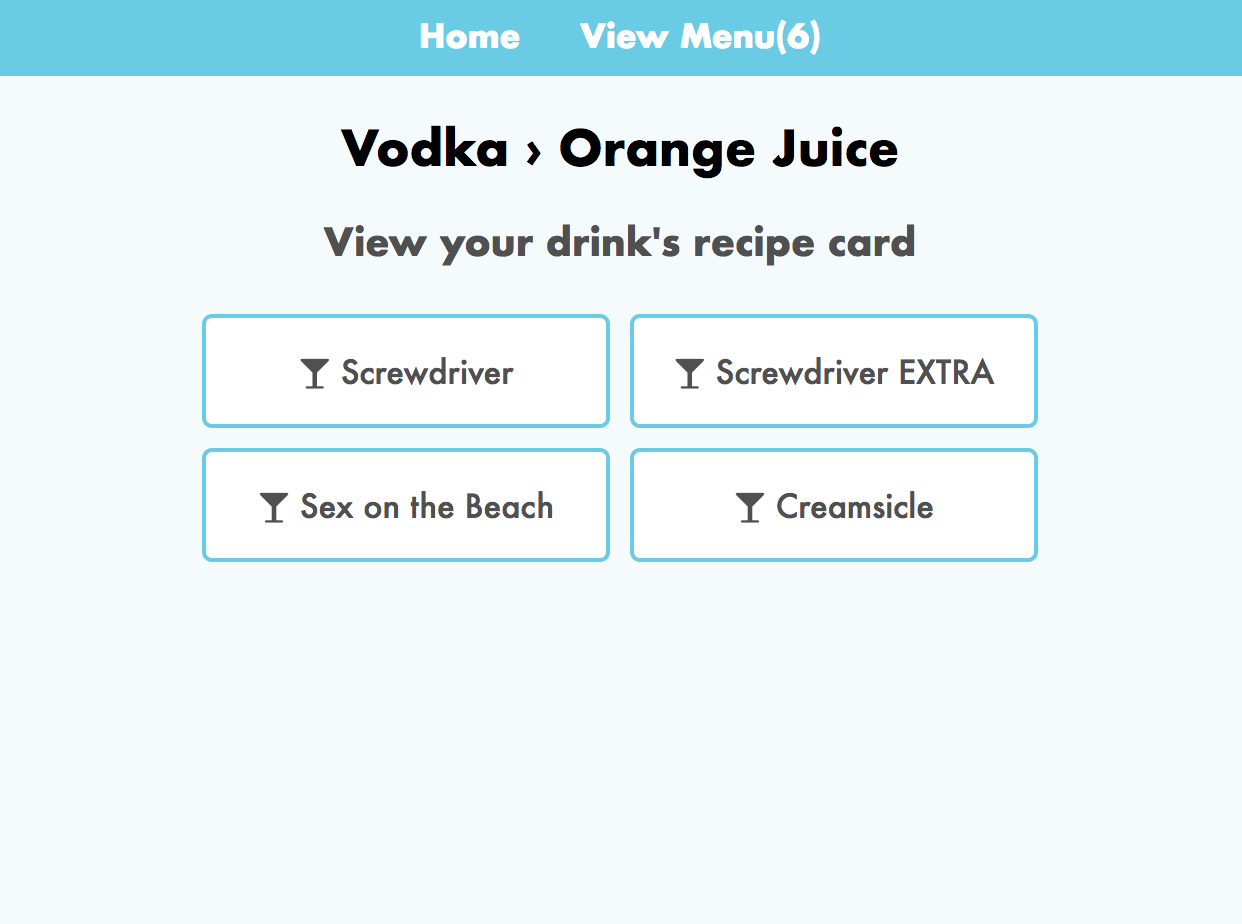 Home View Menu(6)
Vodka › Orange Juice
View your drink's recipe card
Screwdriver
Screwdriver EXTRA
Sex on the Beach
Creamsicle